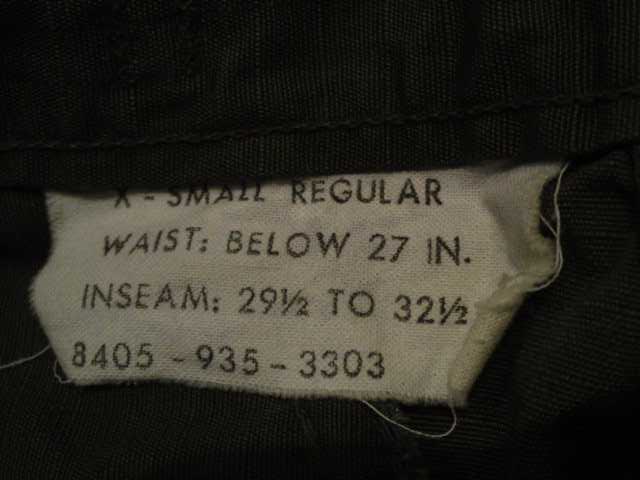 X - SMALL REGULAR
WAIST: BELOW 27 IN.
INSEAM: 29½ TO 32½
8405 - 935 - 3303